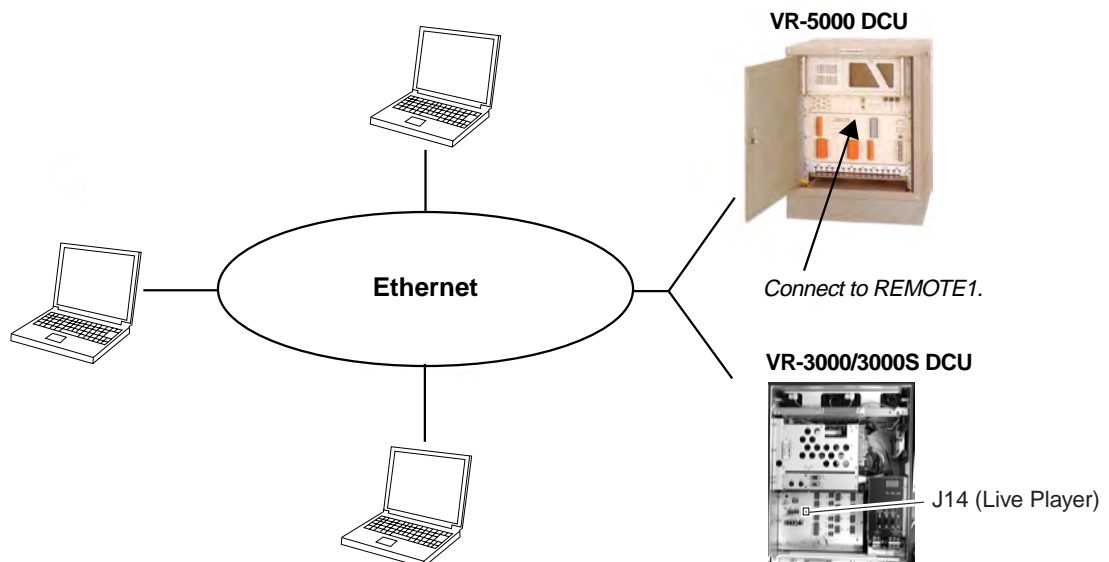 VR-5000 DCU
Ethernet
Connect to REMOTE1.
VR-3000/3000S DCU
J14 (Live Player)